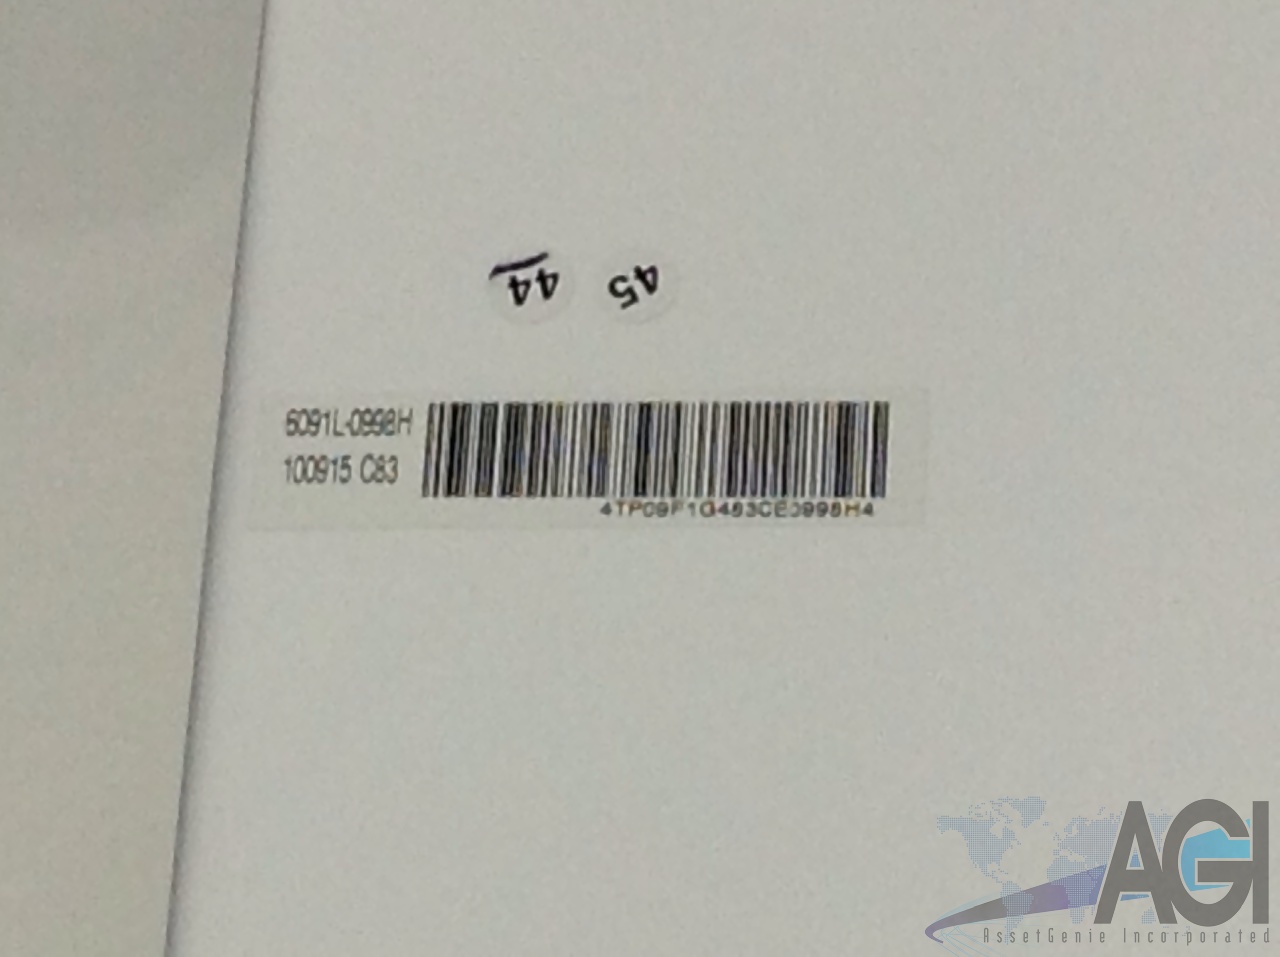 44 45
6091L-0998H
100915 C83
4TP09F1G483CE0998H4
AGI
AssetGenie Incorporated